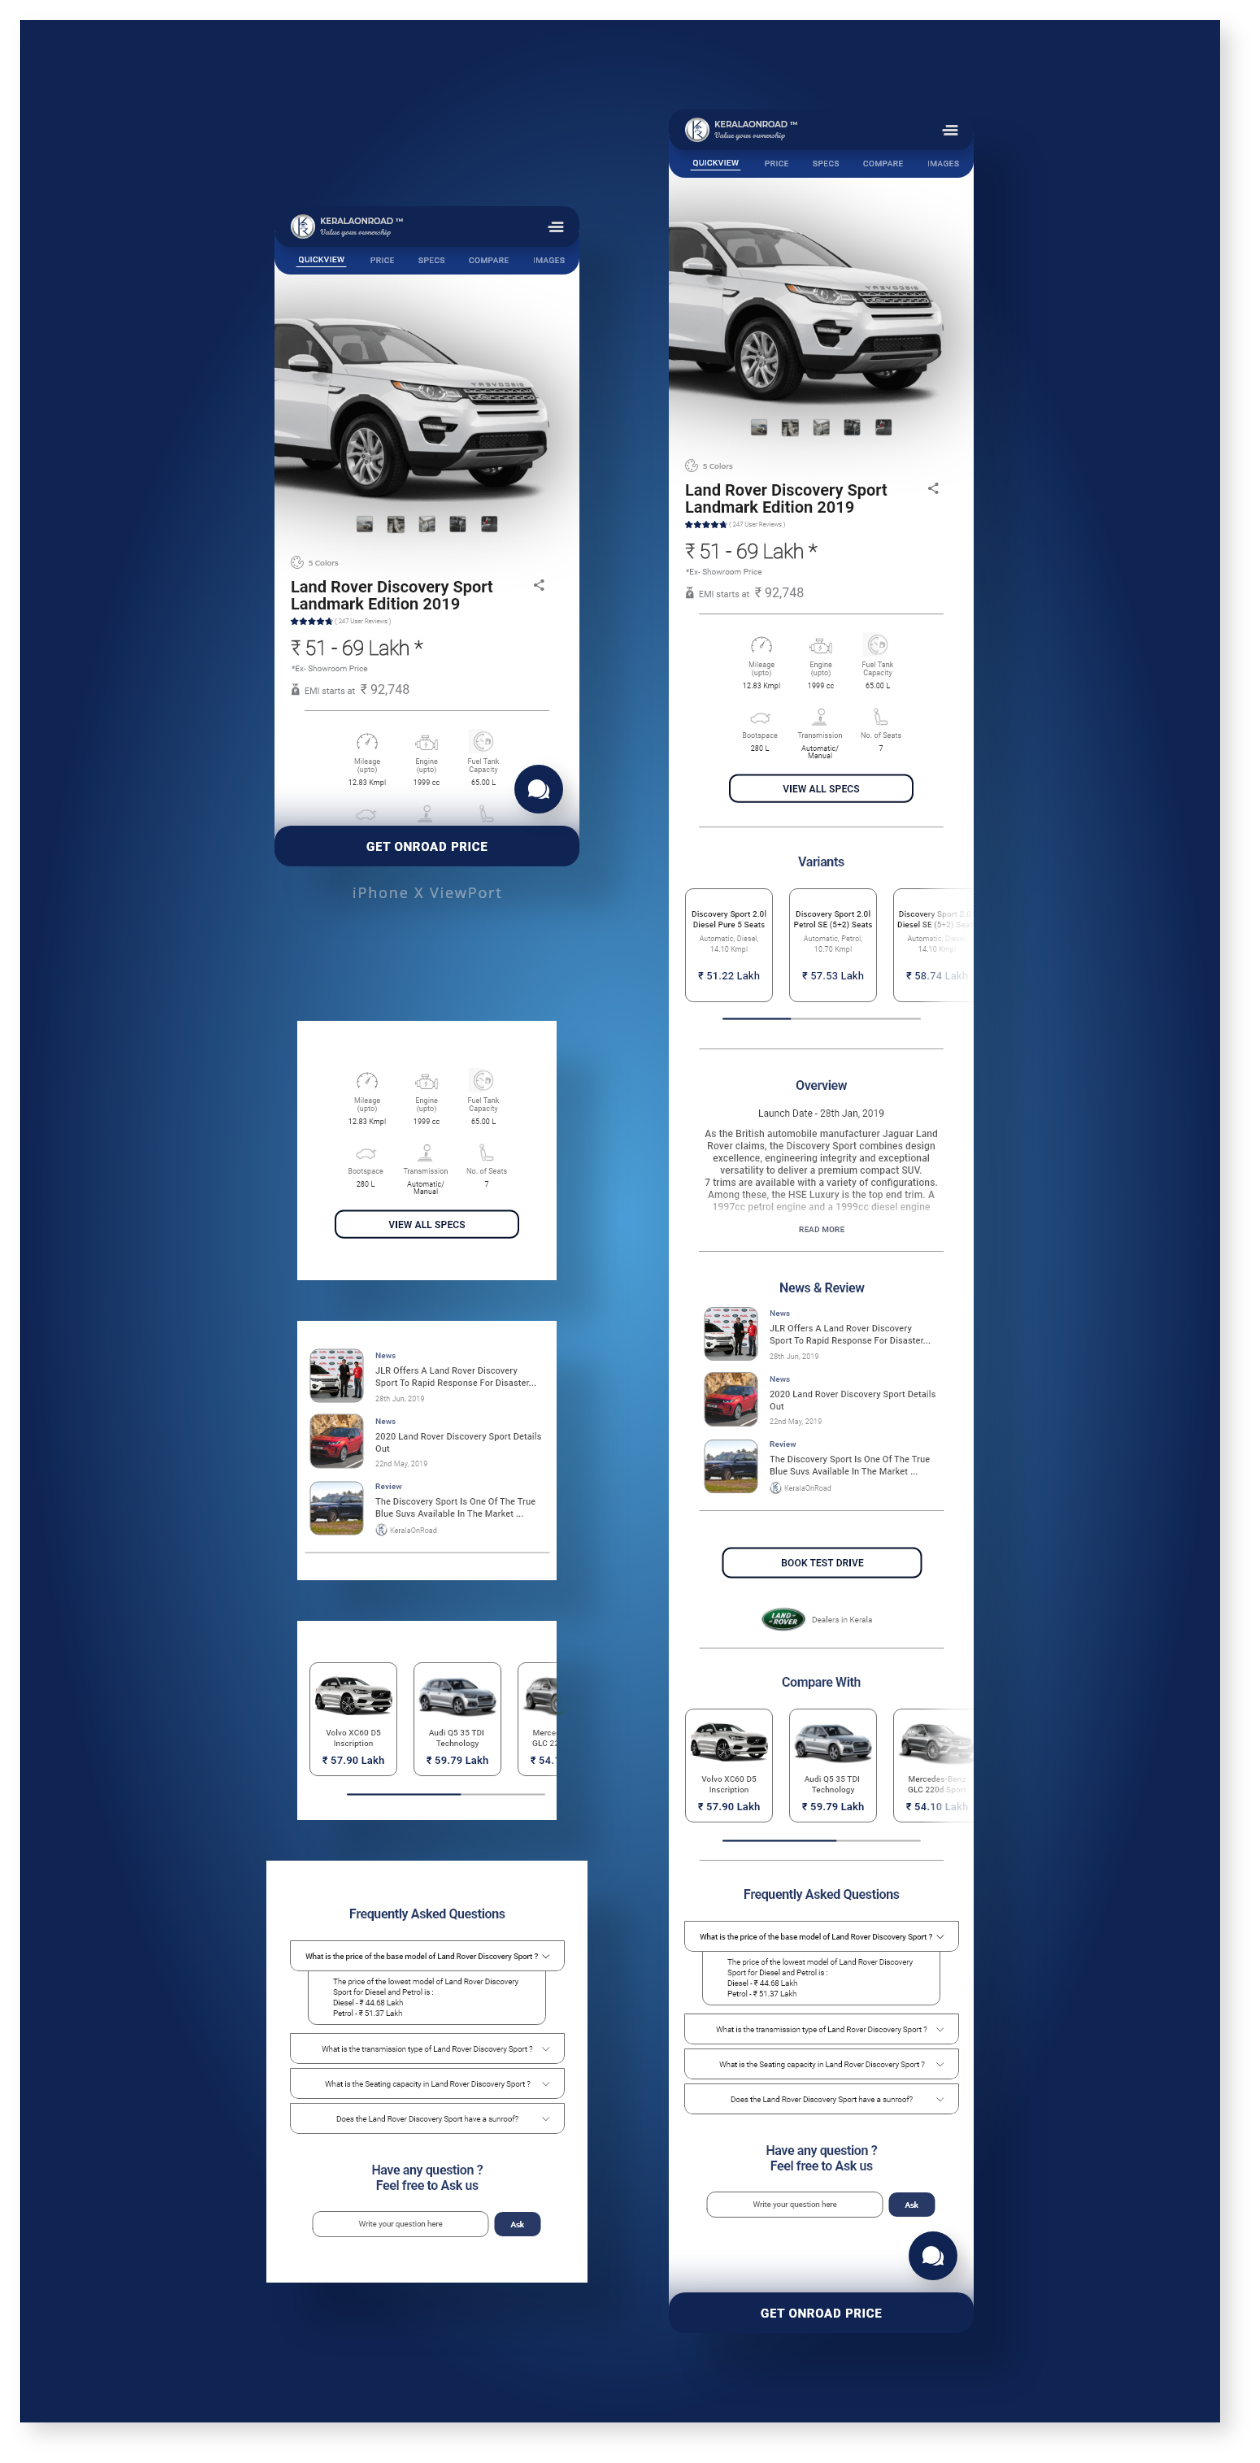 KERALAONROAD ™
Value your ownership
QUICKVIEW PRICE SPECS COMPARE IMAGES
5 Colors
Land Rover Discovery Sport
Landmark Edition 2019
( 247 User Reviews )
₹ 51 - 69 Lakh *
*Ex- Showroom Price
EMI starts at ₹ 92,748
Mileage (upto) Engine (upto) Fuel Tank Capacity
12.83 Kmpl 1999 cc 65.00 L
GET ONROAD PRICE
iPhone X ViewPort
Mileage (upto) Engine (upto) Fuel Tank Capacity
12.83 Kmpl 1999 cc 65.00 L
Bootspace Transmission No. of Seats
280 L Automatic/ Manual 7
VIEW ALL SPECS
News
JLR Offers A Land Rover Discovery
Sport To Rapid Response For Disaster...
28th Jun, 2019
News
2020 Land Rover Discovery Sport Details
Out
22nd May, 2019
Review
The Discovery Sport Is One Of The True
Blue Suvs Available In The Market ...
KeralaOnRoad
Volvo XC60 D5 Audi Q5 35 TDI Merce
Inscription Technology GLC 22
₹ 57.90 Lakh ₹ 59.79 Lakh ₹ 54.
Frequently Asked Questions
What is the price of the base model of Land Rover Discovery Sport ?
The price of the lowest model of Land Rover Discovery
Sport for Diesel and Petrol is :
Diesel - ₹ 44.68 Lakh
Petrol - ₹ 51.37 Lakh
What is the transmission type of Land Rover Discovery Sport ?
What is the Seating capacity in Land Rover Discovery Sport ?
Does the Land Rover Discovery Sport have a sunroof?
Have any question ?
Feel free to Ask us
Write your question here Ask
KERALAONROAD ™
Value your ownership
QUICKVIEW PRICE SPECS COMPARE IMAGES
5 Colors
Land Rover Discovery Sport
Landmark Edition 2019
( 247 User Reviews )
₹ 51 - 69 Lakh *
*Ex- Showroom Price
EMI starts at ₹ 92,748
Mileage (upto) Engine (upto) Fuel Tank Capacity
12.83 Kmpl 1999 cc 65.00 L
Bootspace Transmission No. of Seats
280 L Automatic/ Manual 7
VIEW ALL SPECS
Variants
Discovery Sport 2.0l Discovery Sport 2.0l Discovery Sport 2.0
Diesel Pure 5 Seats Petrol SE (5+2) Seats Diesel SE (5+2) Seats
Automatic, Diesel, Automatic, Petrol, Automatic, Diesel
14.10 Kmpl 10.70 Kmpl 14.10 Kmpl
₹ 51.22 Lakh ₹ 57.53 Lakh ₹ 58.74 Lakh
Overview
Launch Date - 28th Jan, 2019
As the British automobile manufacturer Jaguar Land
Rover claims, the Discovery Sport combines design
excellence, engineering integrity and exceptional
versatility to deliver a premium compact SUV.
7 trims are available with a variety of configurations.
Among these, the HSE Luxury is the top end trim. A
1997cc petrol engine and a 1999cc diesel engine
READ MORE
News & Review
News
JLR Offers A Land Rover Discovery
Sport To Rapid Response For Disaster...
28th Jun, 2019
News
2020 Land Rover Discovery Sport Details
Out
22nd May, 2019
Review
The Discovery Sport Is One Of The True
Blue Suvs Available In The Market ...
KeralaOnRoad
BOOK TEST DRIVE
LAND-ROVER Dealers in Kerala
Compare With
Volvo XC60 D5 Audi Q5 35 TDI Mercedes-Benz
Inscription Technology GLC 220d Sport
₹ 57.90 Lakh ₹ 59.79 Lakh ₹ 54.10 Lakh
Frequently Asked Questions
What is the price of the base model of Land Rover Discovery Sport ?
The price of the lowest model of Land Rover Discovery
Sport for Diesel and Petrol is :
Diesel - ₹ 44.68 Lakh
Petrol - ₹ 51.37 Lakh
What is the transmission type of Land Rover Discovery Sport ?
What is the Seating capacity in Land Rover Discovery Sport ?
Does the Land Rover Discovery Sport have a sunroof?
Have any question ?
Feel free to Ask us
Write your question here Ask
GET ONROAD PRICE